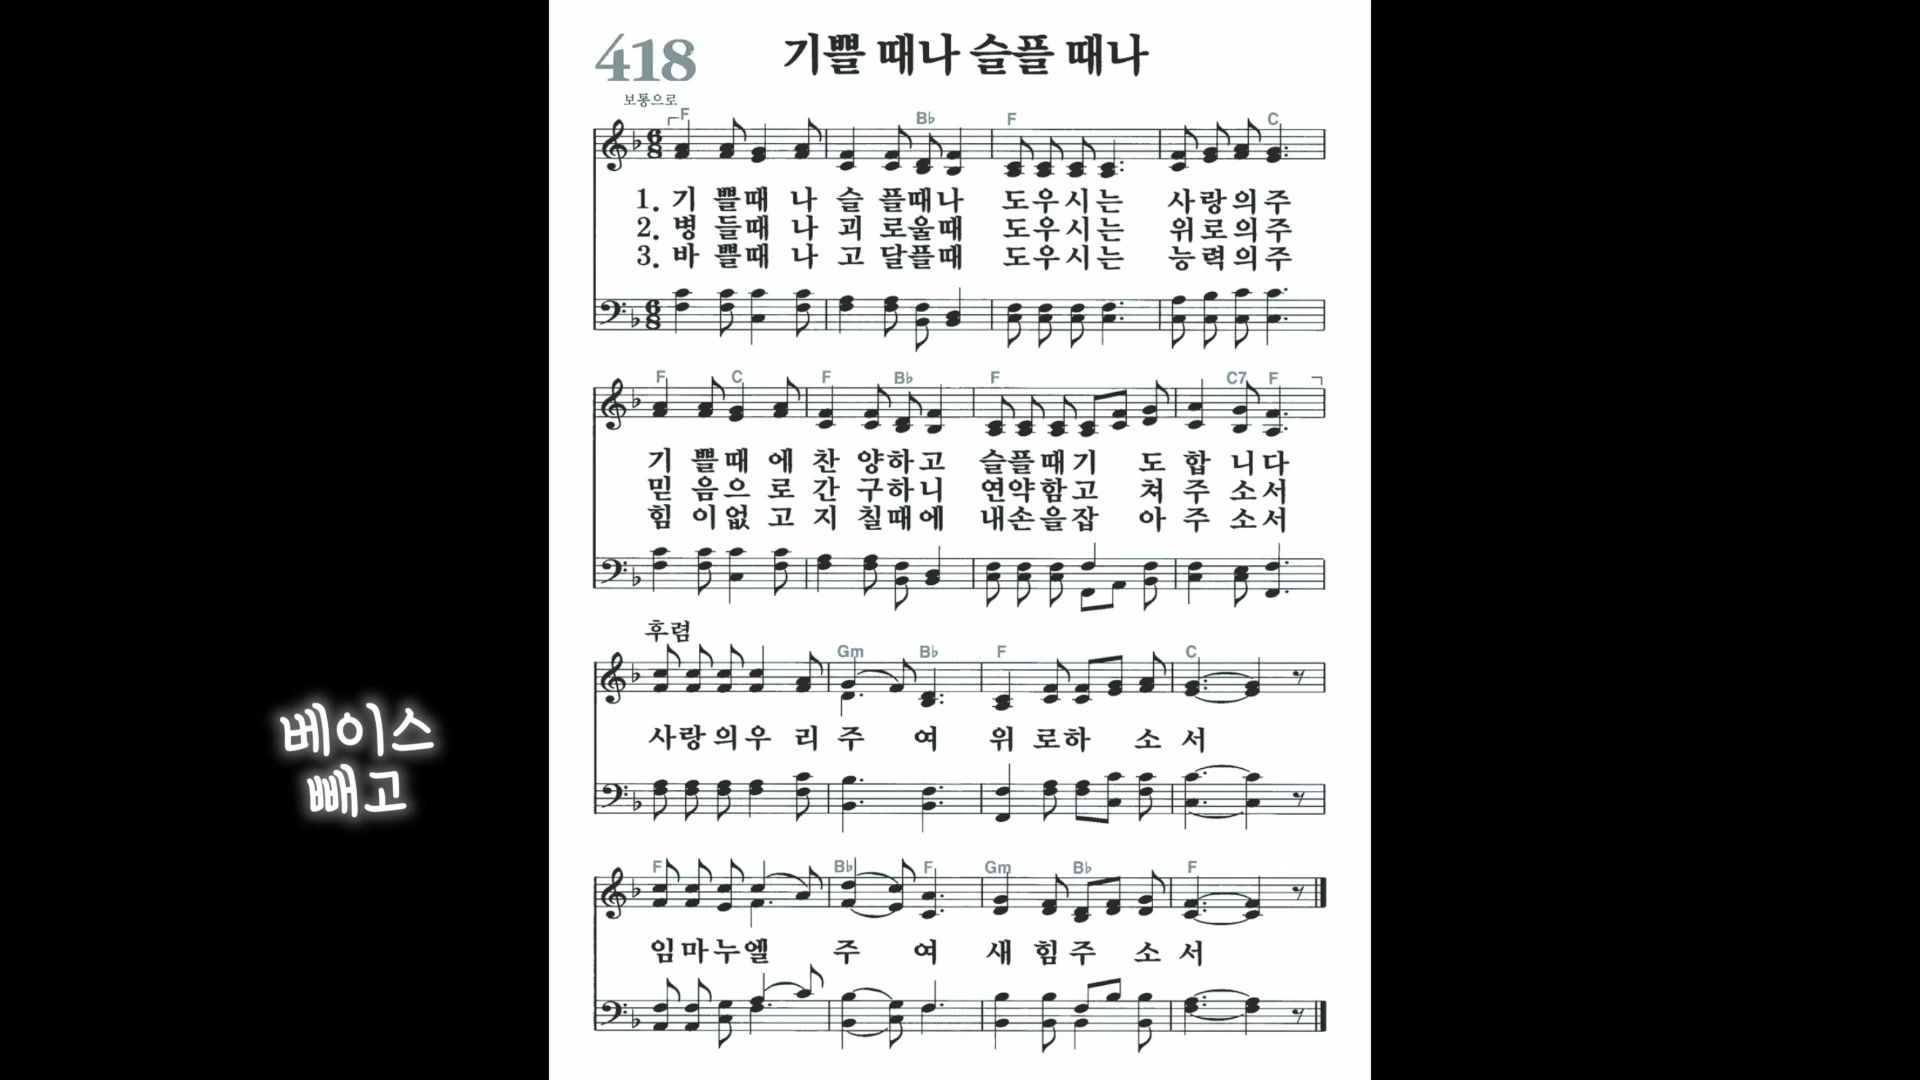 418 기쁠 때나 슬플 때나
보통으로
F B♭ F C
1. 기 쁠때 나 슬 플때나 도우시는 사랑의주
2. 병 들때 나 괴 로울때 도우시는 위로의주
3. 바 쁠때 나 고 달플때 도우시는 능력의주
F C F B♭ F C7 F
기 쁠때 에 찬 양하고 슬플때기 도 합 니다
믿 음으 로 간 구하니 연약함고 쳐 주 소서
힘 이없 고 지 칠때에 내손을잡 아 주 소서
후렴
Gm B♭ F C
사랑의우 리 주 여 위 로하 소 서
베이스
빼고
F B♭ F Gm B♭ F
임마누엘 주 여 새 힘주 소 서